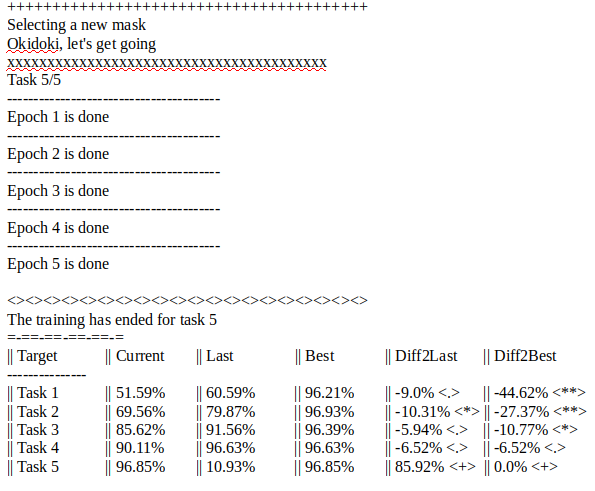 ++++++++++++++++++++++++++++++++++++++++
Selecting a new mask
Okidoki, let's get going
xxxxxxxxxxxxxxxxxxxxxxxxxxxxxxxxxxxxxxxx
Task 5/5
----------------------------------------
Epoch 1 is done
----------------------------------------
Epoch 2 is done
----------------------------------------
Epoch 3 is done
----------------------------------------
Epoch 4 is done
----------------------------------------
Epoch 5 is done
<><><><><><><><><><><><><><><><><><><><>
The training has ended for task 5
=-==-==-==-==-=
|| Target || Current || Last || Best || Diff2Last || Diff2Best
---------------
|| Task 1 || 51.59% || 60.59% || 96.21% || -9.0% <.> || -44.62% <**>
|| Task 2 || 69.56% || 79.87% || 96.93% || -10.31% <*> || -27.37% <**>
|| Task 3 || 85.62% || 91.56% || 96.39% || -5.94% <.> || -10.77% <*>
|| Task 4 || 90.11% || 96.63% || 96.63% || -6.52% <.> || -6.52% <.>
|| Task 5 || 96.85% || 10.93% || 96.85% || 85.92% <+> || 0.0% <+>